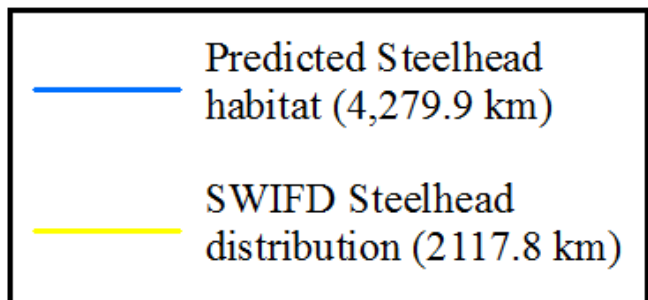 Predicted Steelhead
habitat (4,279.9 km)
SWIFD Steelhead
distribution (2117.8 km)